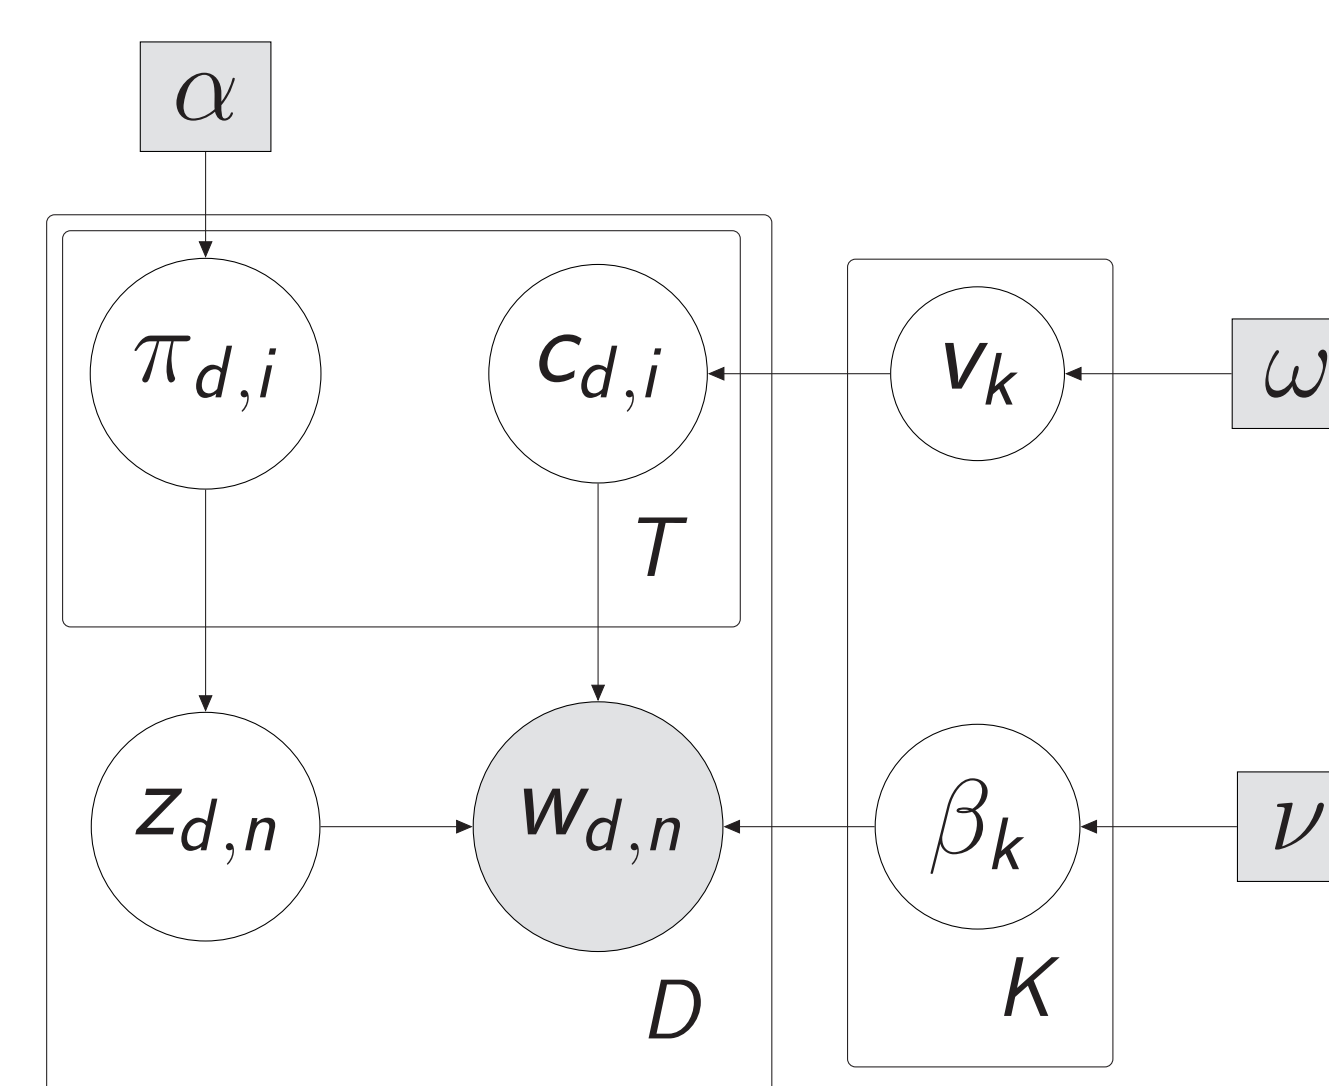 α
π_{d,i} c_{d,i} v_k ω
T
z_{d,n} w_{d,n} β_k ν
K
D